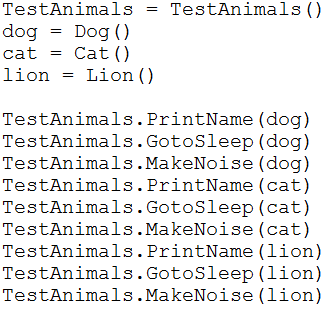 TestAnimals = TestAnimals()
dog = Dog()
cat = Cat()
lion = Lion()
TestAnimals.PrintName(dog)
TestAnimals.GotoSleep(dog)
TestAnimals.MakeNoise(dog)
TestAnimals.PrintName(cat)
TestAnimals.GotoSleep(cat)
TestAnimals.MakeNoise(cat)
TestAnimals.PrintName(lion)
TestAnimals.GotoSleep(lion)
TestAnimals.MakeNoise(lion)